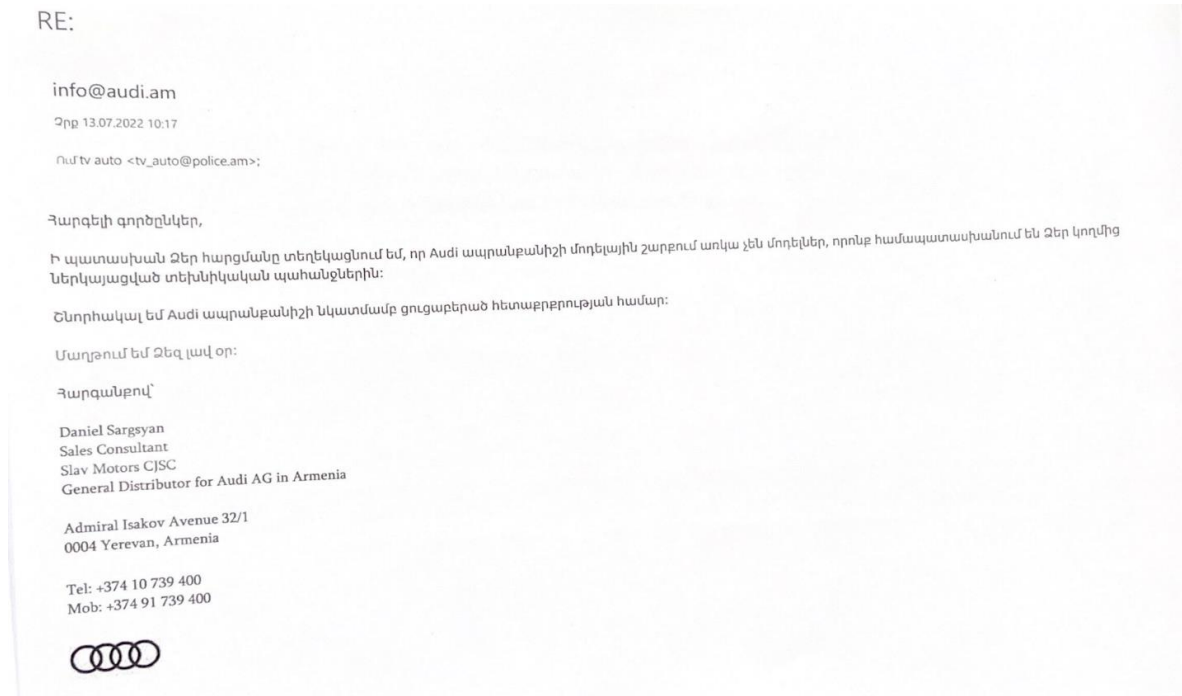 RE:
info@audi.am
Չրք 13.07.2022 10:17
Ում tv auto <tv_auto@police.am>;
Հարգելի գործընկեր,
Ի պատասխան Ձեր հարցմանը տեղեկացնում եմ, որ Audi ապրանքանիշի մոդելային շարքում առկա չեն մոդելներ, որոնք համապատասխանում են Ձեր կողմից
ներկայացված տեխնիկական պահանջներին:
Շնորհակալ եմ Audi ապրանքանիշի նկատմամբ ցուցաբերած հետաքրքրության համար:
Մաղթում եմ Ձեզ լավ օր:
Հարգանքով՝
Daniel Sargsyan
Sales Consultant
Slav Motors CJSC
General Distributor for Audi AG in Armenia
Admiral Isakov Avenue 32/1
0004 Yerevan, Armenia
Tel: +374 10 739 400
Mob: +374 91 739 400